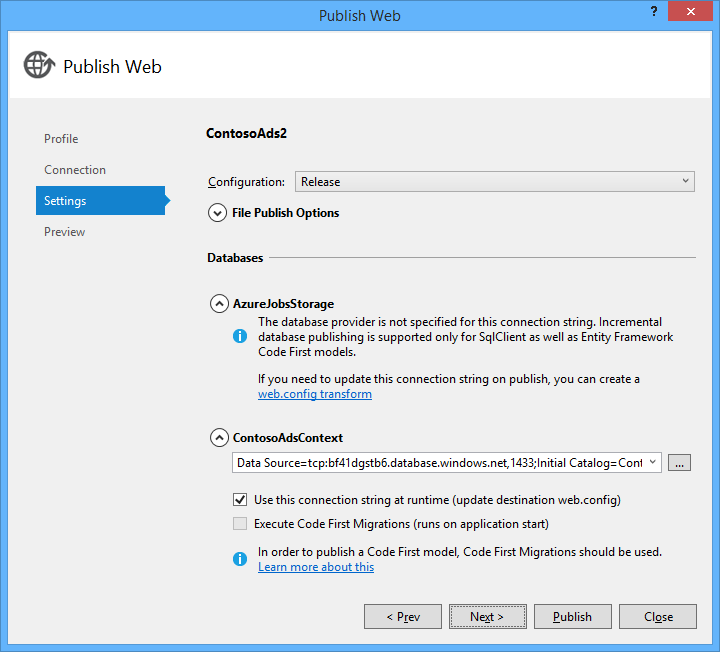 Publish Web
?
Publish Web
Profile
Connection
Settings
Preview
ContosoAds2
Configuration: Release
File Publish Options
Databases
AzureJobsStorage
The database provider is not specified for this connection string. Incremental
database publishing is supported only for SqlClient as well as Entity Framework
Code First models.
If you need to update this connection string on publish, you can create a
web.config transform
ContosoAdsContext
Data Source=tcp:bf41dgstb6.database.windows.net,1433;Initial Catalog=Cont
...
Use this connection string at runtime (update destination web.config)
Execute Code First Migrations (runs on application start)
In order to publish a Code First model, Code First Migrations should be used.
Learn more about this
< Prev Next > Publish Close